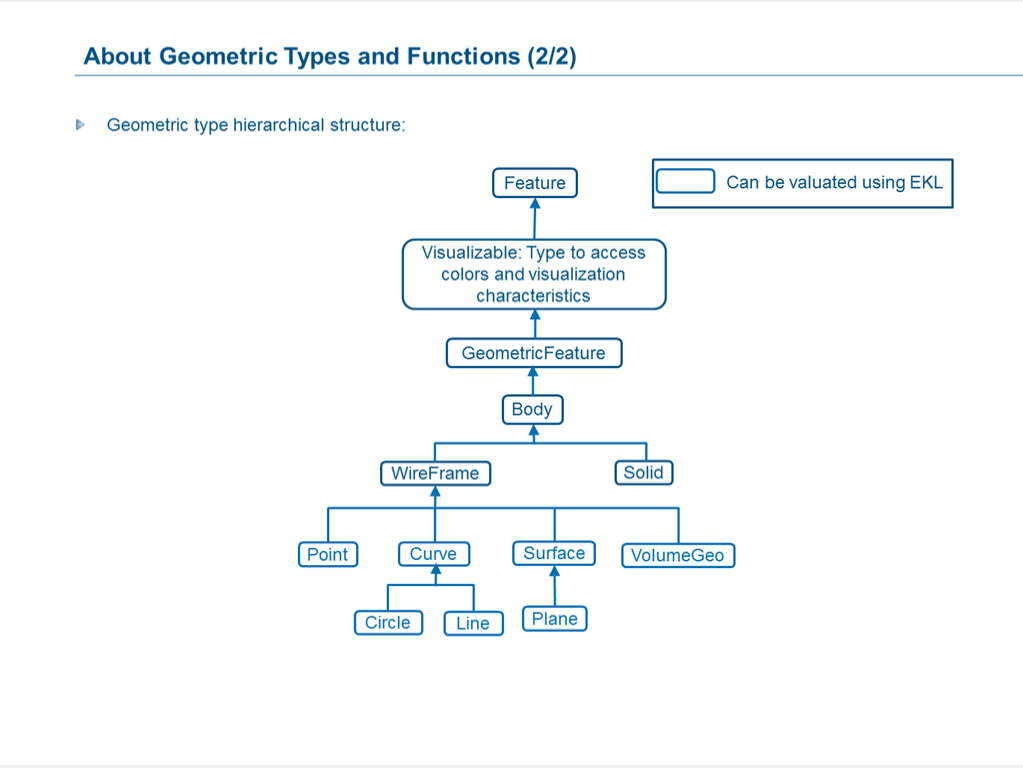 About Geometric Types and Functions (2/2)
Geometric type hierarchical structure:
Feature
Can be valuated using EKL
Visualizable: Type to access
colors and visualization
characteristics
GeometricFeature
Body
WireFrame
Solid
Point
Curve
Surface
VolumeGeo
Circle
Line
Plane